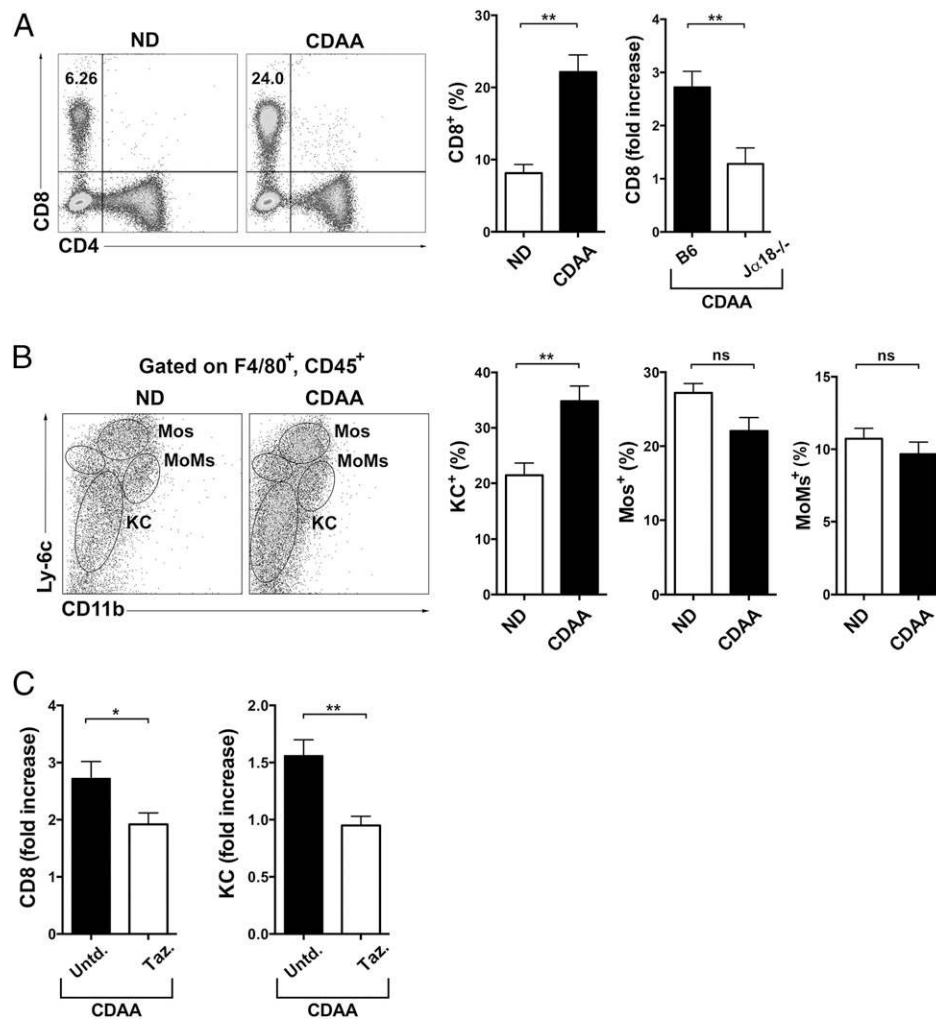 A
ND
CDAA
6.26
24.0
CD8
CD4
30
20
10
0
CD8+ (%)
**
ND
CDAA
4
3
2
1
0
CD8 (fold increase)
**
B6
Jα18-/-
CDAA
B
Gated on F4/80+, CD45+
ND
CDAA
Mos
MoMs
KC
Mos
MoMs
KC
Ly-6c
CD11b
40
30
20
10
0
KC+ (%)
**
ND
CDAA
30
20
10
0
Mos+ (%)
ns
ND
CDAA
15
10
5
0
MoMs+ (%)
ns
ND
CDAA
C
4
3
2
1
0
CD8 (fold increase)
*
Untd.
Taz.
CDAA
2.0
1.5
1.0
0.5
0.0
KC (fold increase)
**
Untd.
Taz.
CDAA